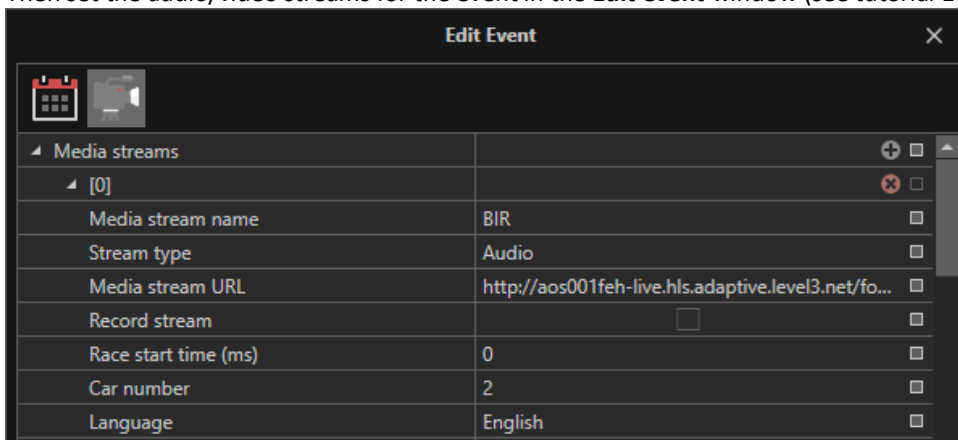 Then set the audio/video streams for the event in the Edit Event window (see tutorial
Edit Event
Media streams
[0]
Media stream name BIR
Stream type Audio
Media stream URL http://aos001feh-live.hls.adaptive.level3.net/fo...
Record stream
Race start time (ms) 0
Car number 2
Language English